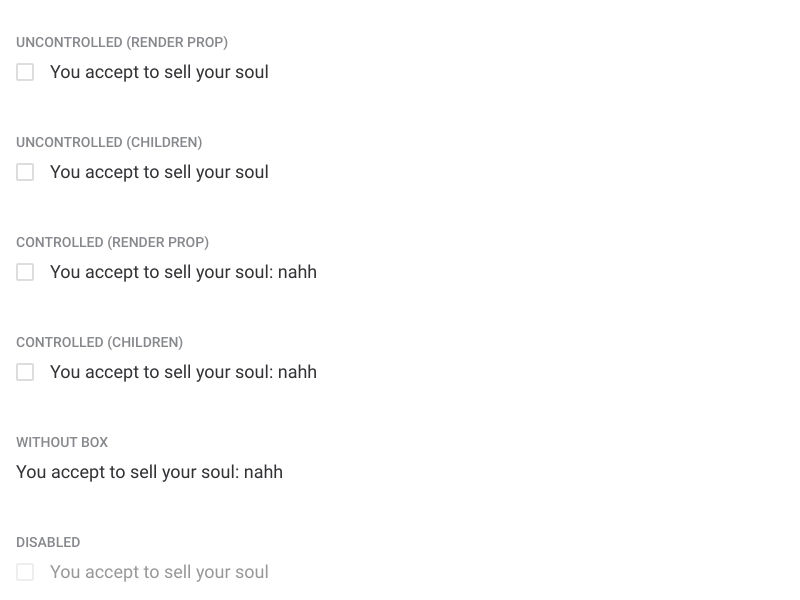 UNCONTROLLED (RENDER PROP)
You accept to sell your soul
UNCONTROLLED (CHILDREN)
You accept to sell your soul
CONTROLLED (RENDER PROP)
You accept to sell your soul: nahh
CONTROLLED (CHILDREN)
You accept to sell your soul: nahh
WITHOUT BOX
You accept to sell your soul: nahh
DISABLED
You accept to sell your soul